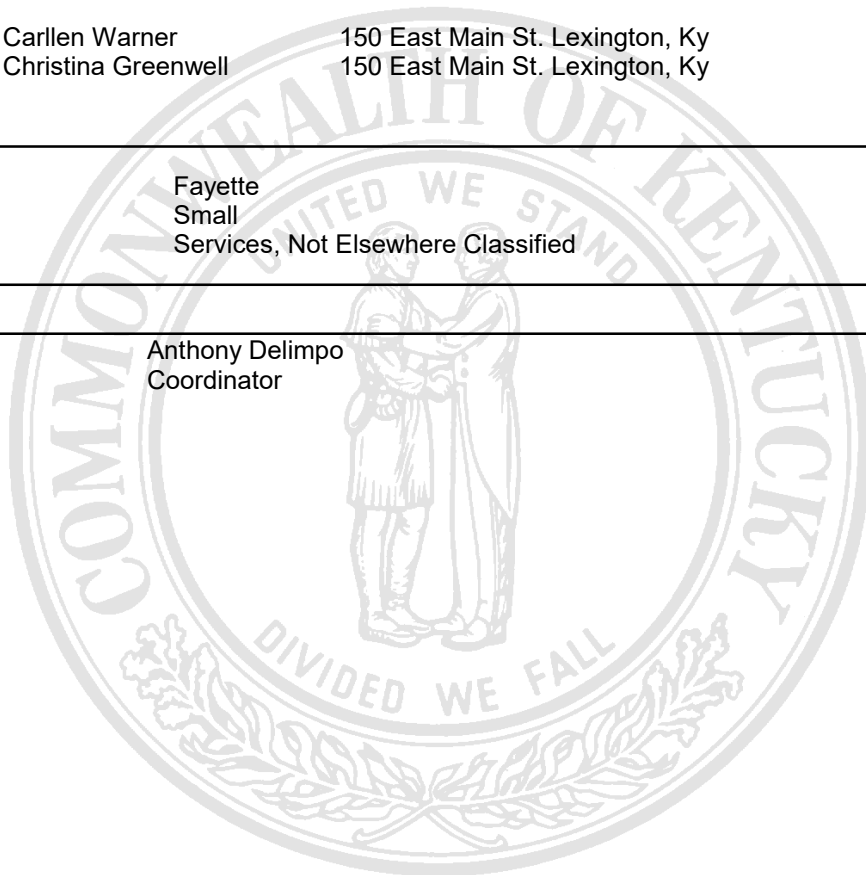 Carllen Warner 150 East Main St. Lexington, Ky
Christina Greenwell 150 East Main St. Lexington, Ky
Fayette
Small
Services, Not Elsewhere Classified
Anthony Delimpo
Coordinator
COMMONWEALTH OF KENTUCKY
UNITED WE STAND
DIVIDED WE FALL